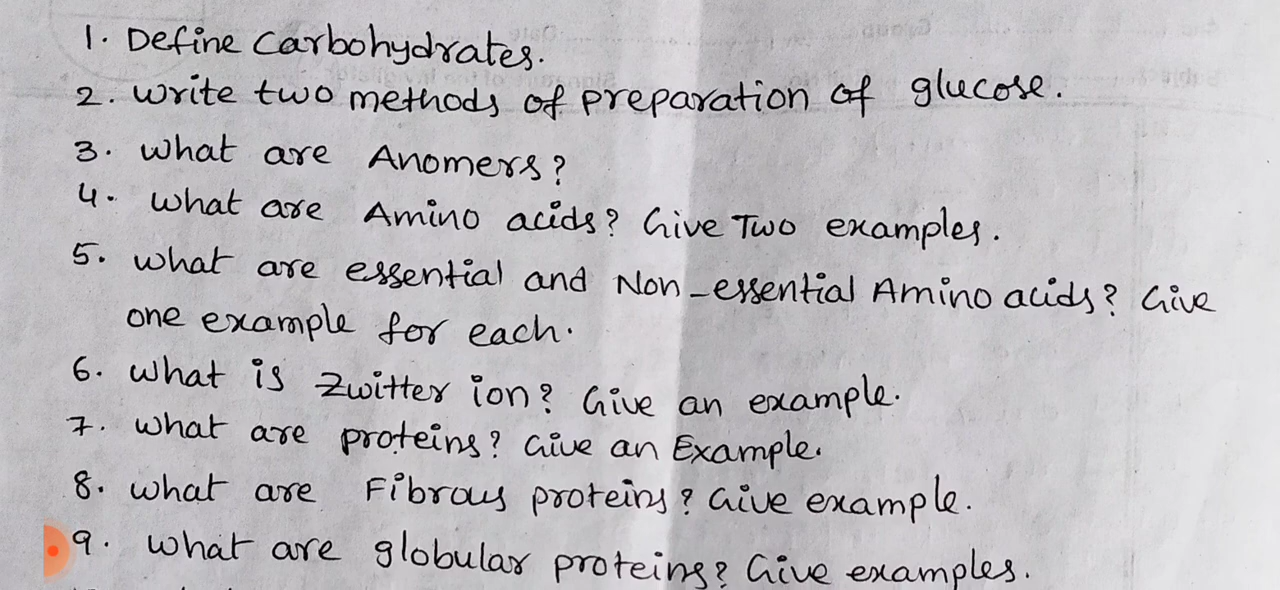 1. Define Carbohydrates.
2. Write two methods of preparation of glucose.
3. What are Anomers?
4. What are Amino acids? Give Two examples.
5. What are essential and Non-essential Amino acids? Give
one example for each.
6. What is Zwitter ion? Give an example.
7. What are proteins? Give an Example.
8. What are Fibrous proteins? Give example.
9. What are globular proteins? Give examples.